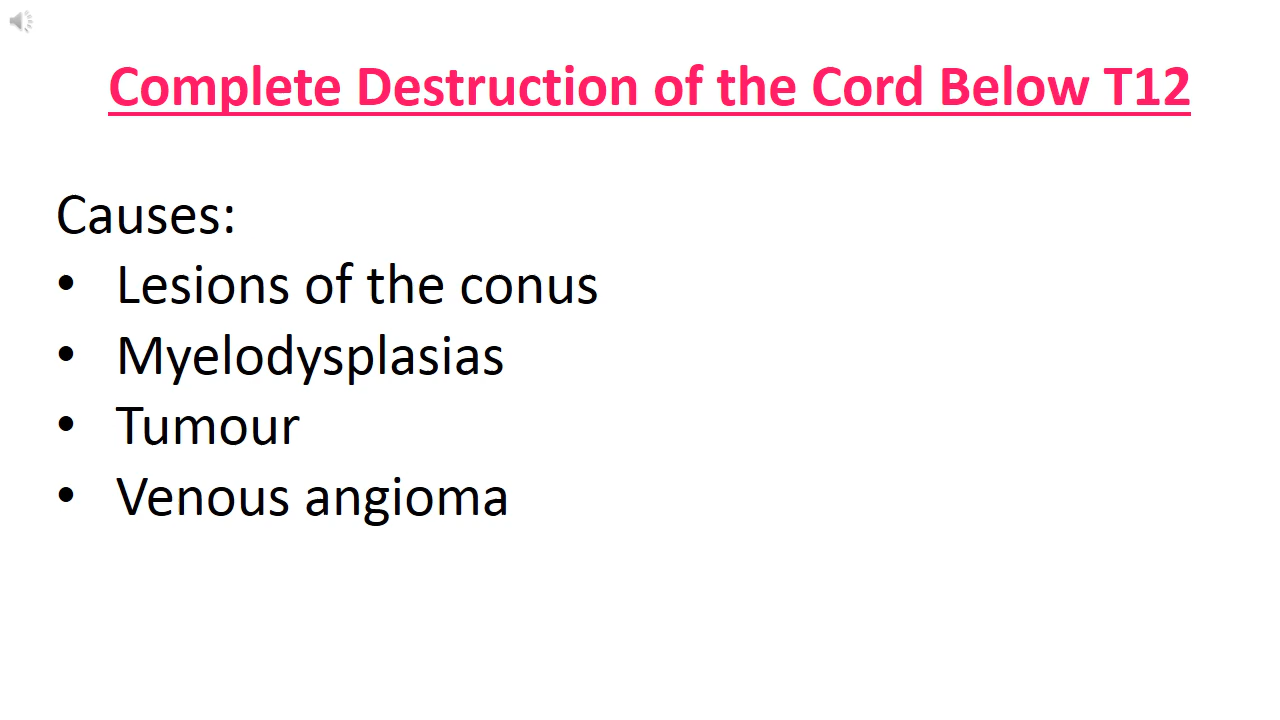 Complete Destruction of the Cord Below T12
Causes:
• Lesions of the conus
• Myelodysplasias
• Tumour
• Venous angioma